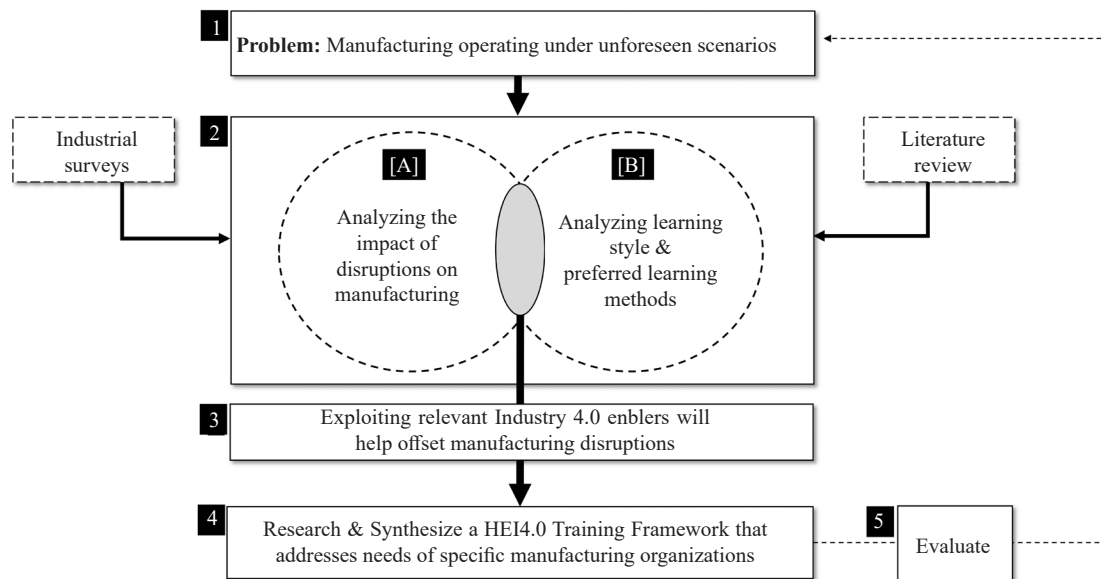 1
Problem: Manufacturing operating under unforeseen scenarios
2
Industrial
surveys
[A]
Analyzing the
impact of
disruptions on
manufacturing
[B]
Analyzing learning
style &
preferred learning
methods
Literature
review
3
Exploiting relevant Industry 4.0 enblers will
help offset manufacturing disruptions
4
Research & Synthesize a HEI4.0 Training Framework that
addresses needs of specific manufacturing organizations
5
Evaluate